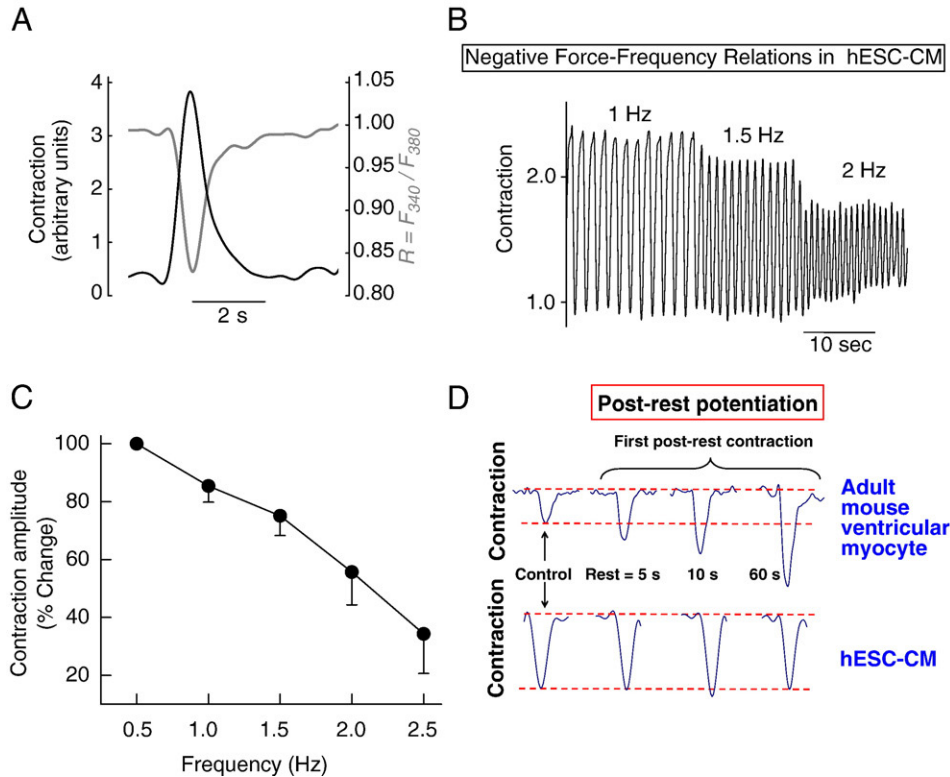 A
Contraction
(arbitrary units)
4
3
2
1
0
1.05
1.00
0.95
0.90
0.85
0.80
R = F340 / F380
2 s
B
Negative Force-Frequency Relations in hESC-CM
Contraction
2.0
1.0
1 Hz
1.5 Hz
2 Hz
10 sec
C
Contraction amplitude
(% Change)
100
80
60
40
20
0.5 1.0 1.5 2.0 2.5
Frequency (Hz)
D
Post-rest potentiation
First post-rest contraction
Contraction
Adult
mouse
ventricular
myocyte
Control Rest = 5 s 10 s 60 s
Contraction
hESC-CM